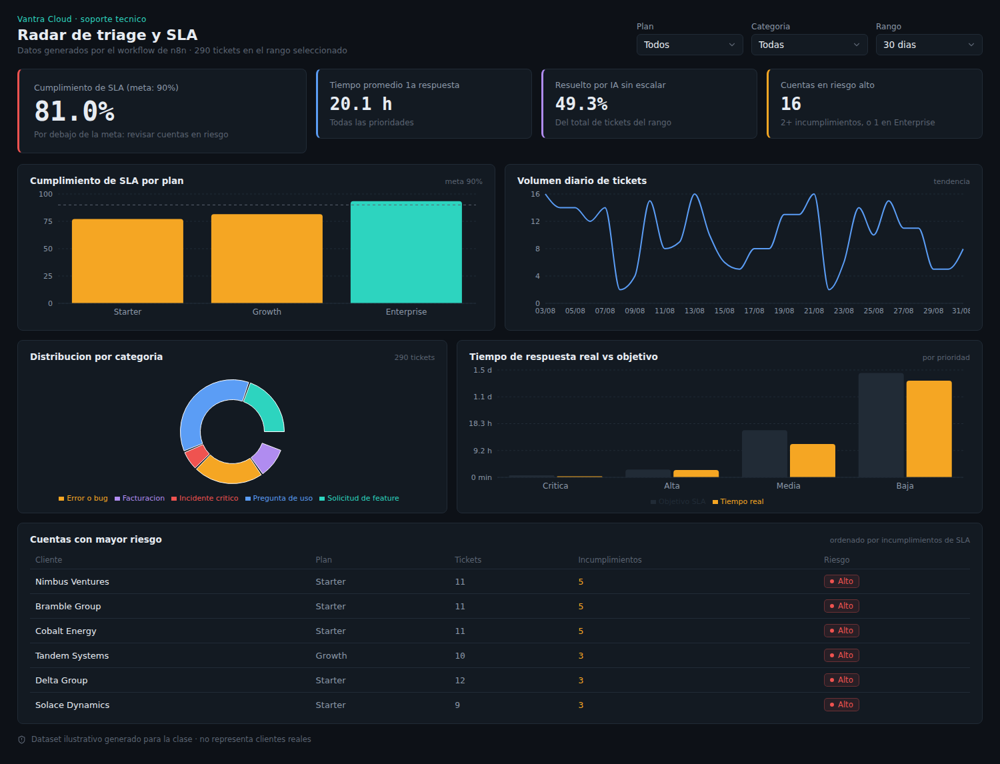 Vantra Cloud · soporte tecnico
Radar de triage y SLA
Datos generados por el workflow de n8n · 290 tickets en el rango seleccionado
Plan
Todos
Categoria
Todas
Rango
30 dias
Cumplimiento de SLA (meta: 90%)
81.0%
Por debajo de la meta: revisar cuentas en riesgo
Tiempo promedio 1a respuesta
20.1 h
Todas las prioridades
Resuelto por IA sin escalar
49.3%
Del total de tickets del rango
Cuentas en riesgo alto
16
2+ incumplimientos, o 1 en Enterprise
Cumplimiento de SLA por plan
meta 90%
100
75
50
25
0
Starter Growth Enterprise
Volumen diario de tickets
tendencia
16
12
8
4
0
03/08 05/08 07/08 09/08 11/08 13/08 15/08 17/08 19/08 21/08 23/08 25/08 27/08 29/08 31/08
Distribucion por categoria
290 tickets
Error o bug Facturacion Incidente critico Pregunta de uso Solicitud de feature
Tiempo de respuesta real vs objetivo
por prioridad
1.5 d
1.1 d
18.3 h
9.2 h
0 min
Critica Alta Media Baja
Objetivo SLA Tiempo real
Cuentas con mayor riesgo
ordenado por incumplimientos de SLA
Cliente Plan Tickets Incumplimientos Riesgo
Nimbus Ventures Starter 11 5 Alto
Bramble Group Starter 11 5 Alto
Cobalt Energy Starter 11 5 Alto
Tandem Systems Growth 10 3 Alto
Delta Group Starter 12 3 Alto
Solace Dynamics Starter 9 3 Alto
Dataset ilustrativo generado para la clase · no representa clientes reales